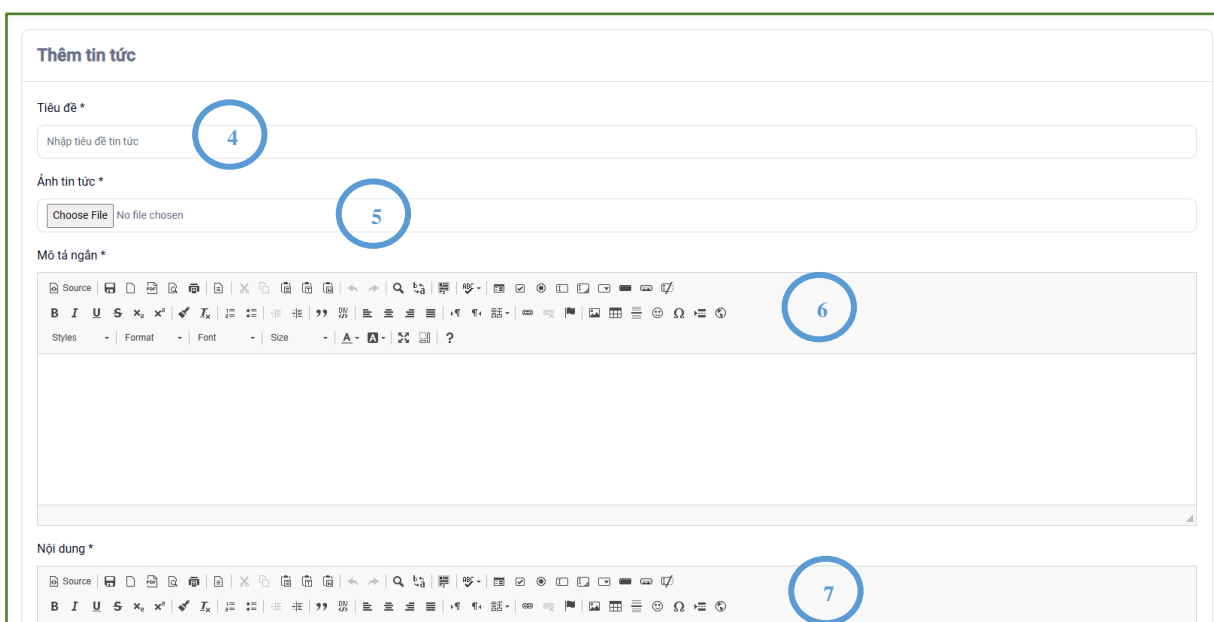 Thêm tin tức
Tiêu đề *
Nhập tiêu đề tin tức
4
Ảnh tin tức *
Choose File No file chosen
5
Mô tả ngắn *
Source
6
Styles Format Font Size
Nội dung *
Source
7